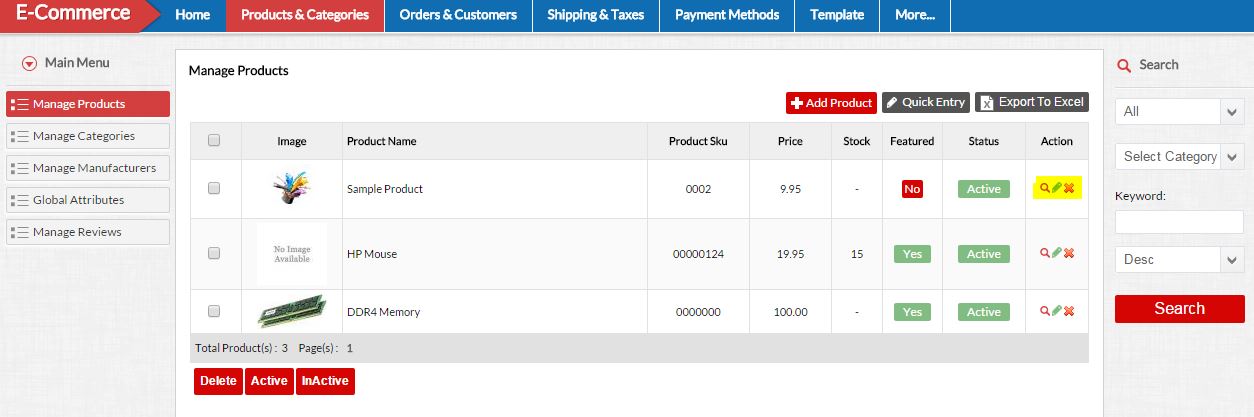 E-Commerce
Home
Products & Categories
Orders & Customers
Shipping & Taxes
Payment Methods
Template
More...
Main Menu
Manage Products
Manage Categories
Manage Manufacturers
Global Attributes
Manage Reviews
Manage Products
Add Product
Quick Entry
Export To Excel
Image Product Name Product Sku Price Stock Featured Status Action
Sample Product 0002 9.95 - No Active
No Image
Available
HP Mouse 00000124 19.95 15 Yes Active
DDR4 Memory 0000000 100.00 - Yes Active
Total Product(s) : 3 Page(s) : 1
Delete Active InActive
Search
All
Select Category
Keyword:
Desc
Search